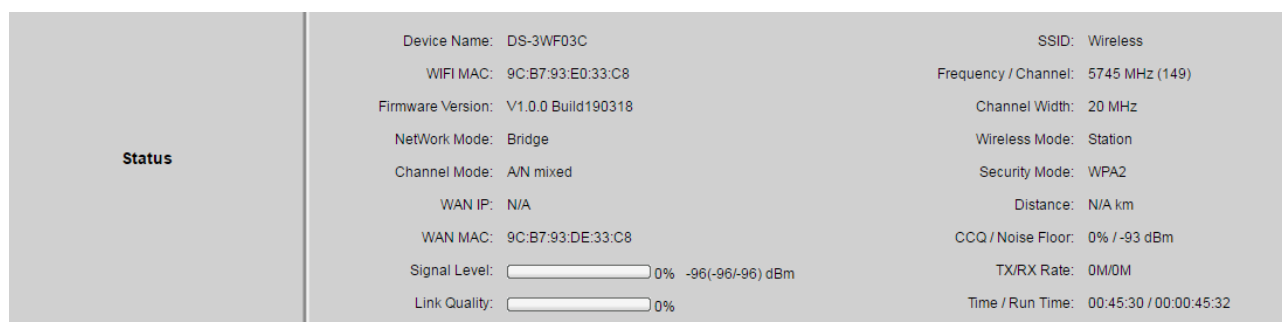 Status
Device Name: DS-3WF03C
WIFI MAC: 9C:B7:93:E0:33:C8
Firmware Version: V1.0.0 Build190318
NetWork Mode: Bridge
Channel Mode: A/N mixed
WAN IP: N/A
WAN MAC: 9C:B7:93:DE:33:C8
Signal Level: 0% -96(-96/-96) dBm
Link Quality: 0%
SSID: Wireless
Frequency / Channel: 5745 MHz (149)
Channel Width: 20 MHz
Wireless Mode: Station
Security Mode: WPA2
Distance: N/A km
CCQ / Noise Floor: 0% / -93 dBm
TX/RX Rate: 0M/0M
Time / Run Time: 00:45:30 / 00:00:45:32